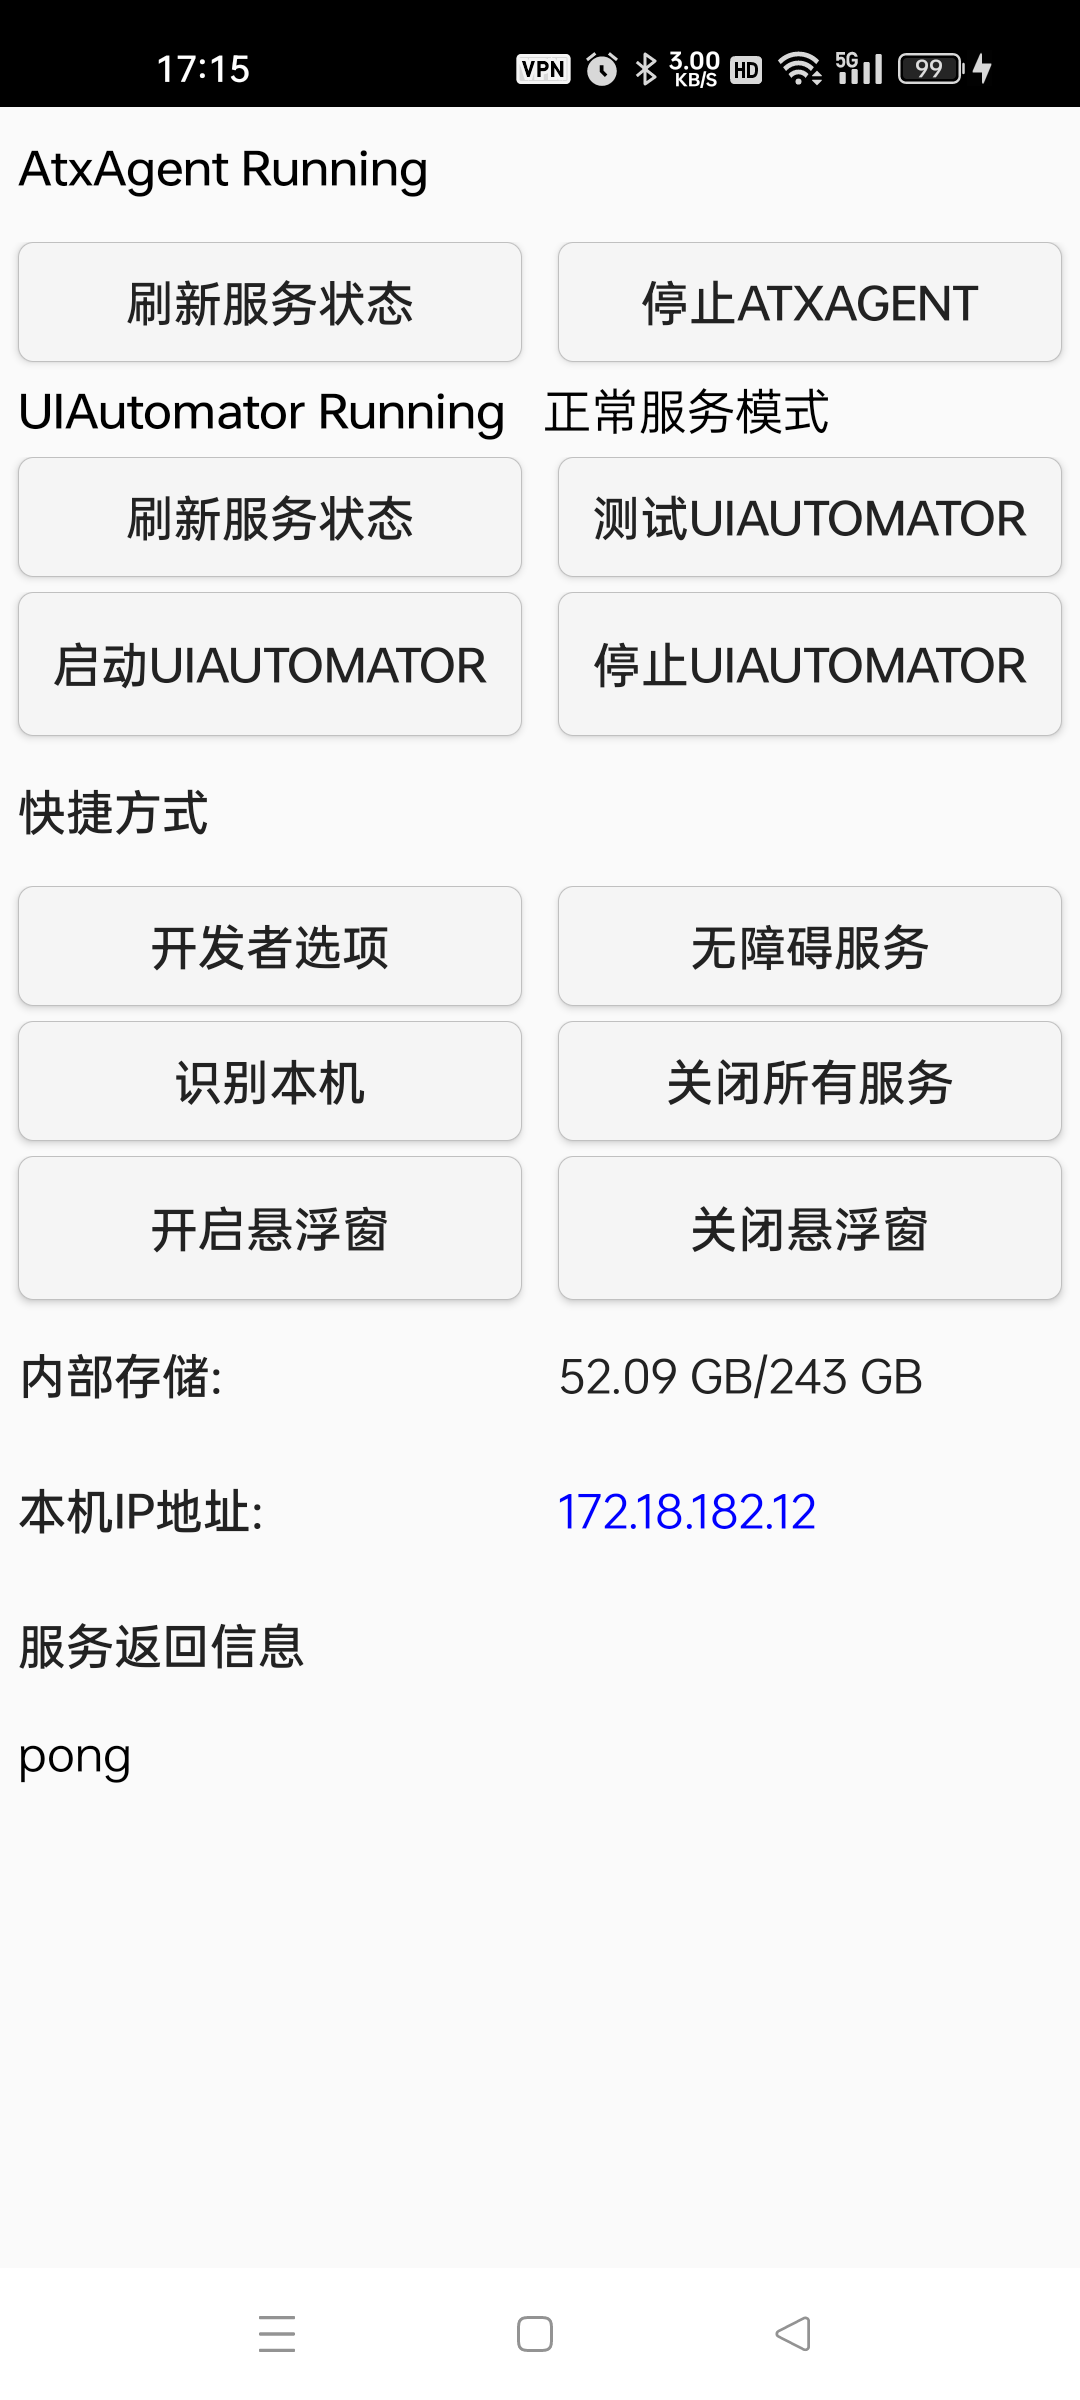 17:15 VPN 3.00 KB/S HD 5G 99
AtxAgent Running
刷新服务状态 停止ATXAGENT
UIAutomator Running 正常服务模式
刷新服务状态 测试UIAUTOMATOR
启动UIAUTOMATOR 停止UIAUTOMATOR
快捷方式
开发者选项 无障碍服务
识别本机 关闭所有服务
开启悬浮窗 关闭悬浮窗
内部存储: 52.09 GB/243 GB
本机IP地址: 172.18.182.12
服务返回信息
pong